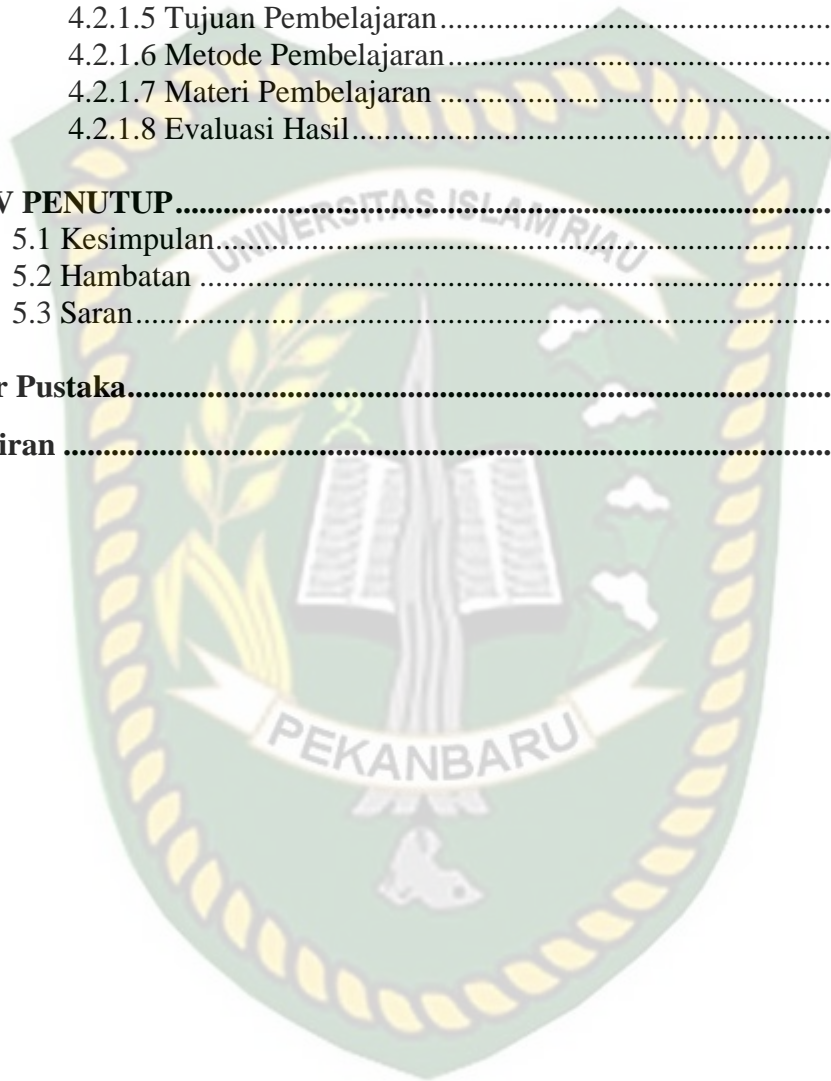 4.2.1.5 Tujuan Pembelajaran........................................................
4.2.1.6 Metode Pembelajaran........................................................
4.2.1.7 Materi Pembelajaran ........................................................
4.2.1.8 Evaluasi Hasil........................................................
V PENUTUP........................................................
5.1 Kesimpulan........................................................
5.2 Hambatan ........................................................
5.3 Saran........................................................
r Pustaka........................................................
iran ........................................................
UNIVERSITAS ISLAM RIAU
PEKANBARU